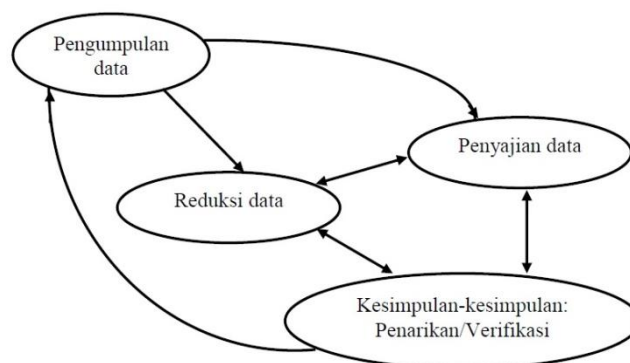 Pengumpulan
data
Penyajian data
Reduksi data
Kesimpulan-kesimpulan:
Penarikan/Verifikasi